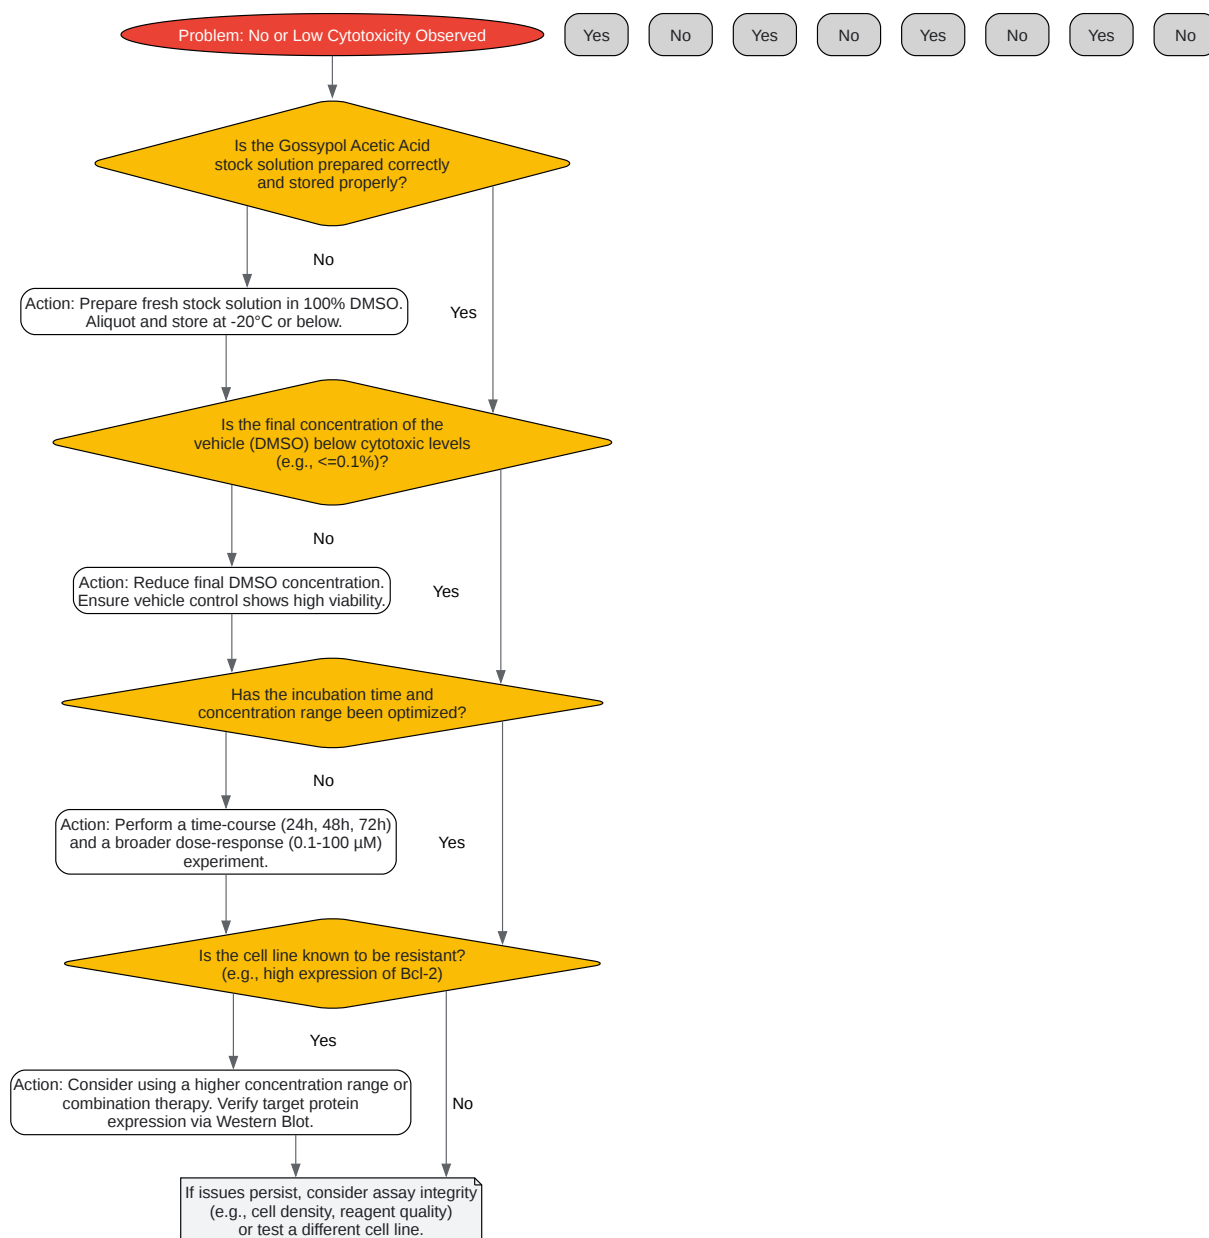 Problem: No or Low Cytotoxicity Observed
Yes
No
Yes
No
Yes
No
Yes
No
Is the Gossypol Acetic Acid
stock solution prepared correctly
and stored properly?
No
Action: Prepare fresh stock solution in 100% DMSO.
Aliquot and store at -20°C or below.
Yes
Is the final concentration of the
vehicle (DMSO) below cytotoxic levels
(e.g., <=0.1%)?
No
Action: Reduce final DMSO concentration.
Ensure vehicle control shows high viability.
Yes
Has the incubation time and
concentration range been optimized?
No
Action: Perform a time-course (24h, 48h, 72h)
and a broader dose-response (0.1-100 µM)
experiment.
Yes
Is the cell line known to be resistant?
(e.g., high expression of Bcl-2)
Yes
Action: Consider using a higher concentration range or
combination therapy. Verify target protein
expression via Western Blot.
No
If issues persist, consider assay integrity
(e.g., cell density, reagent quality)
or test a different cell line.